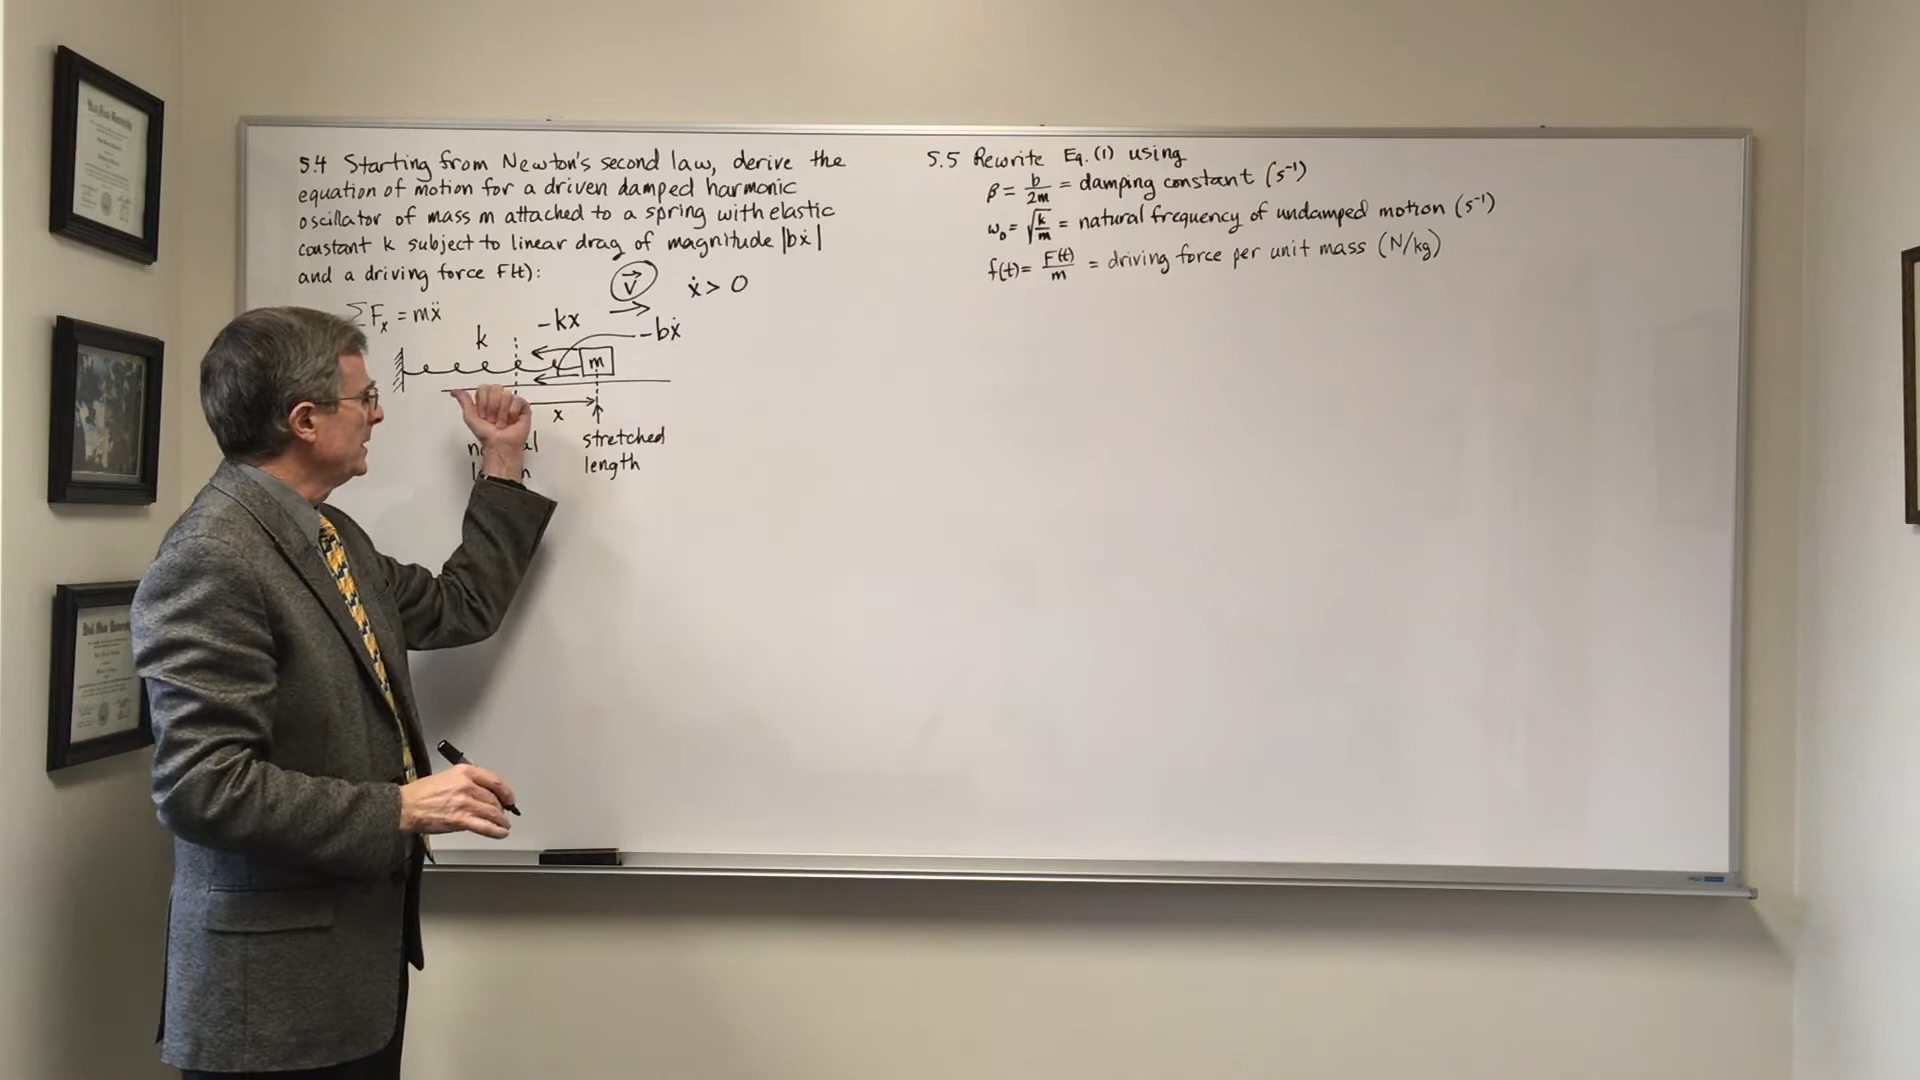 5.4 Starting from Newton's second law, derive the
equation of motion for a driven damped harmonic
oscillator of mass m attached to a spring with elastic
constant k subject to linear drag of magnitude |bẋ|
and a driving force F(t):
v⃗
ẋ > 0
∑F_x = mẍ
k
-kx
-bẋ
m
x
stretched
length
5.5 Rewrite Eq. (1) using
β = b/2m = damping constant (s⁻¹)
ω₀ = √(k/m) = natural frequency of undamped motion (s⁻¹)
f(t) = F(t)/m = driving force per unit mass (N/kg)